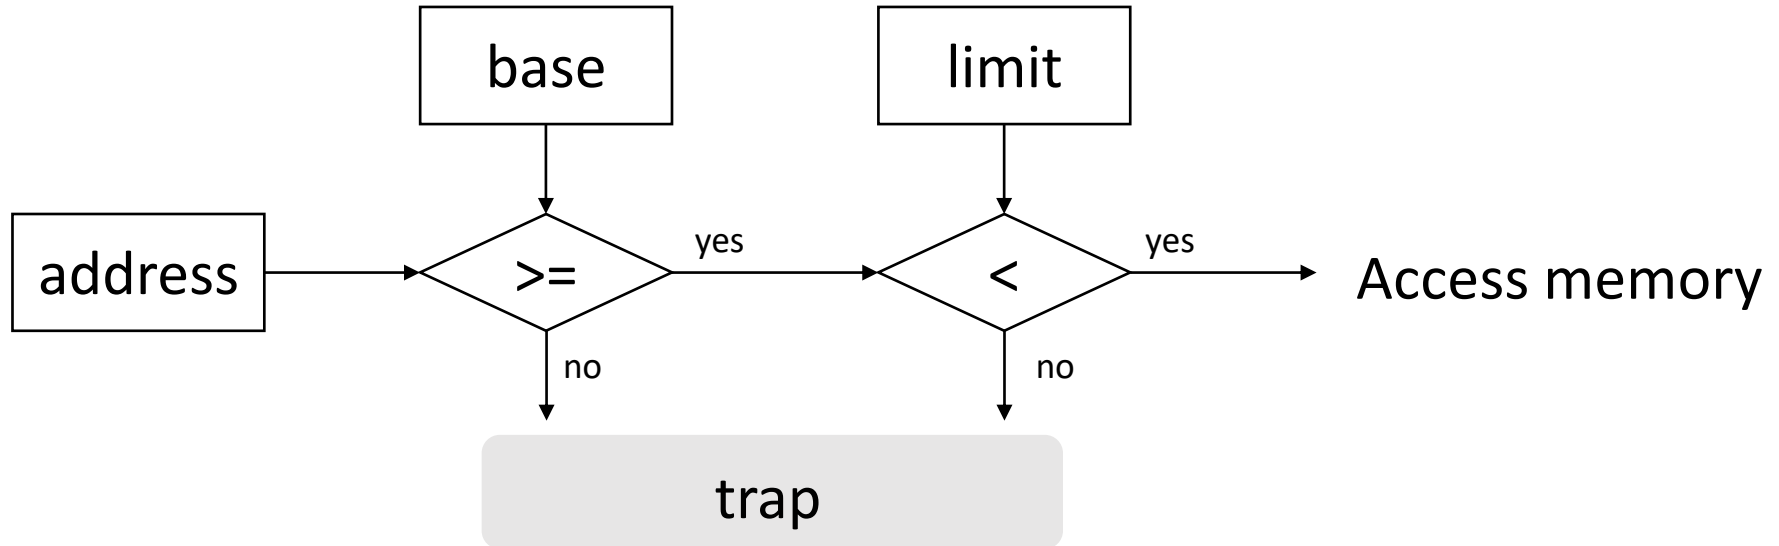 base
limit
address
>=
yes
<
yes
Access memory
no
no
trap